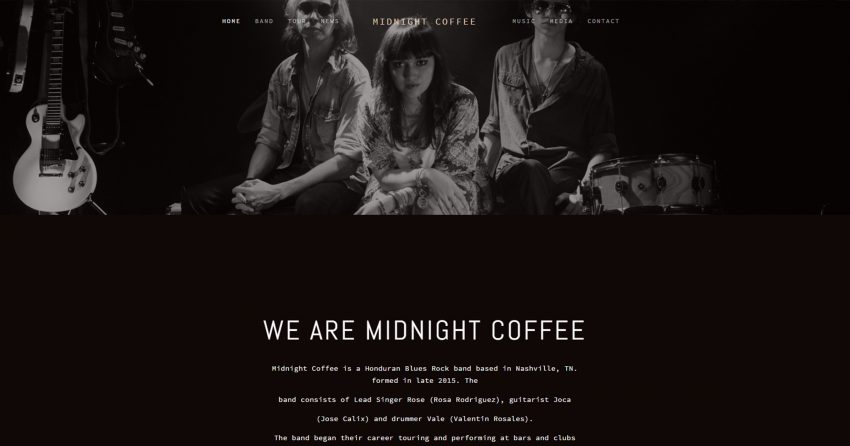 HOME BAND TOUR NEWS MIDNIGHT COFFEE MUSIC MEDIA CONTACT
WE ARE MIDNIGHT COFFEE
Midnight Coffee is a Honduran Blues Rock band based in Nashville, TN.
formed in late 2015. The
band consists of Lead Singer Rose (Rosa Rodriguez), guitarist Joca
(Jose Calix) and drummer Vale (Valentin Rosales).
The band began their career touring and performing at bars and clubs